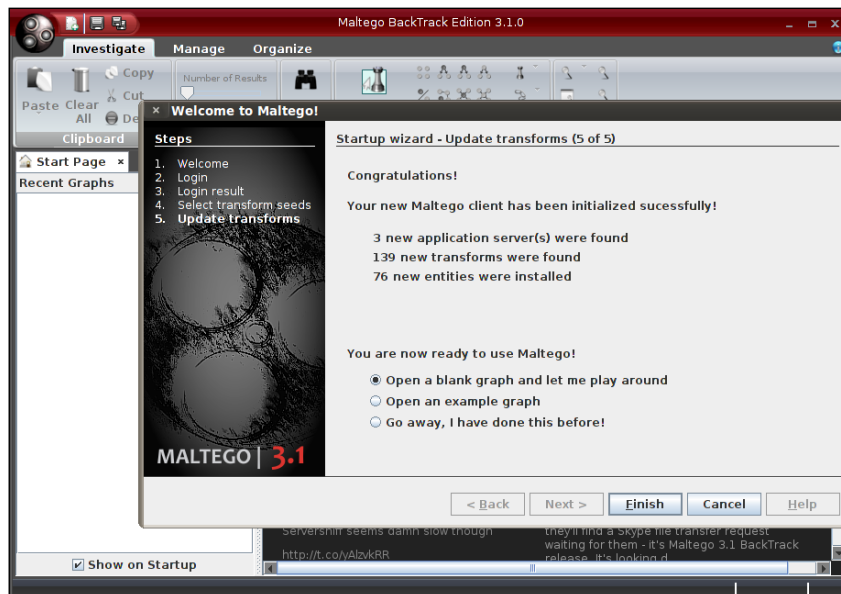 Maltego BackTrack Edition 3.1.0
Investigate Manage Organize
Paste
Clear All
Copy
Cut
De
Number of Results
Clipboard
Start Page ×
Recent Graphs
× Welcome to Maltego!
Steps
1. Welcome
2. Login
3. Login result
4. Select transform seeds
5. Update transforms
MALTEGO | 3.1
Startup wizard - Update transforms (5 of 5)
Congratulations!
Your new Maltego client has been initialized sucessfully!
3 new application server(s) were found
139 new transforms were found
76 new entities were installed
You are now ready to use Maltego!
Open a blank graph and let me play around
Open an example graph
Go away, I have done this before!
< Back Next > Finish Cancel Help
Servershift seems damn slow though
http://t.co/yAlzvkRR
they'll find a Skype file transfer request
waiting for them - it's Maltego 3.1 BackTrack
release. It's looking d
Show on Startup